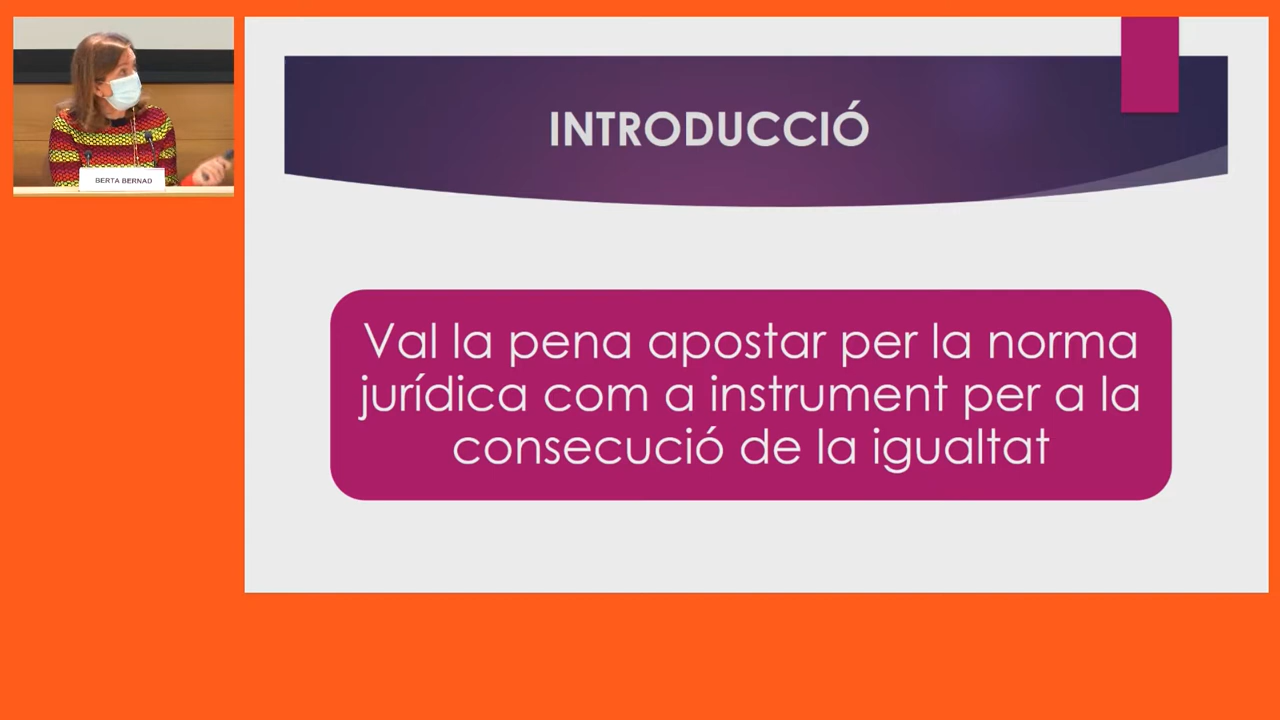 BERTA BERNAD
INTRODUCCIÓ
Val la pena apostar per la norma
jurídica com a instrument per a la
consecució de la igualtat